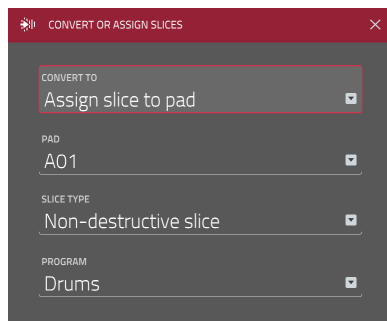 CONVERT OR ASSIGN SLICES
CONVERT TO
Assign slice to pad
PAD
A01
SLICE TYPE
Non-destructive slice
PROGRAM
Drums